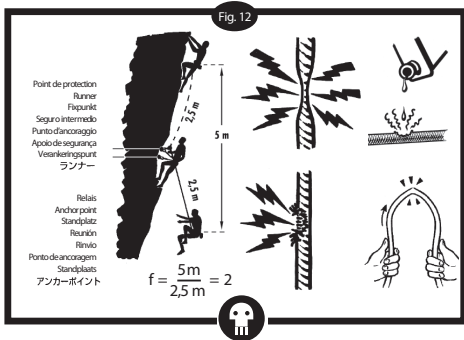 Fig. 12
Point de protection
Runner
Fixpunkt
Seguro intermedio
Punto d'ancoraggio
Apoio de segurança
Verankeringspunt
ランナー
2,5 m
5 m
2,5 m
Relais
Anchor point
Standplatz
Reunión
Rinvio
Ponto de ancoragem
Standplaats
アンカーポイント
f = 5m / 2,5 m = 2